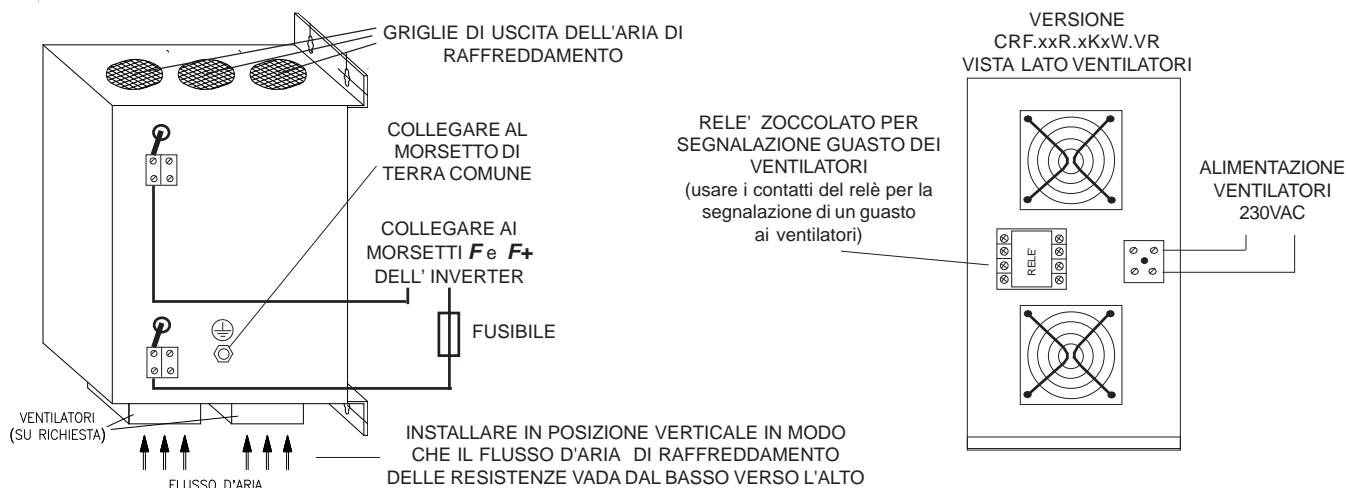 GRIGLIE DI USCITA DELL'ARIA DI
RAFFREDDAMENTO
COLLEGARE AL
MORSETTO DI
TERRA COMUNE
COLLEGARE AI
MORSETTI F e F+
DELL' INVERTER
FUSIBILE
VENTILATORI
(SU RICHIESTA)
FLUSSO D'ARIA
INSTALLARE IN POSIZIONE VERTICALE IN MODO
CHE IL FLUSSO D'ARIA DI RAFFREDDAMENTO
DELLE RESISTENZE VADA DAL BASSO VERSO L'ALTO
VERSIONE
CRF.xxR.xKxW.VR
VISTA LATO VENTILATORI
RELE' ZOCCOLATO PER
SEGNALAZIONE GUASTO DEI
VENTILATORI
(usare i contatti del relè per la
segnalazione di un guasto
ai ventilatori)
RELE'
ALIMENTAZIONE
VENTILATORI
230VAC